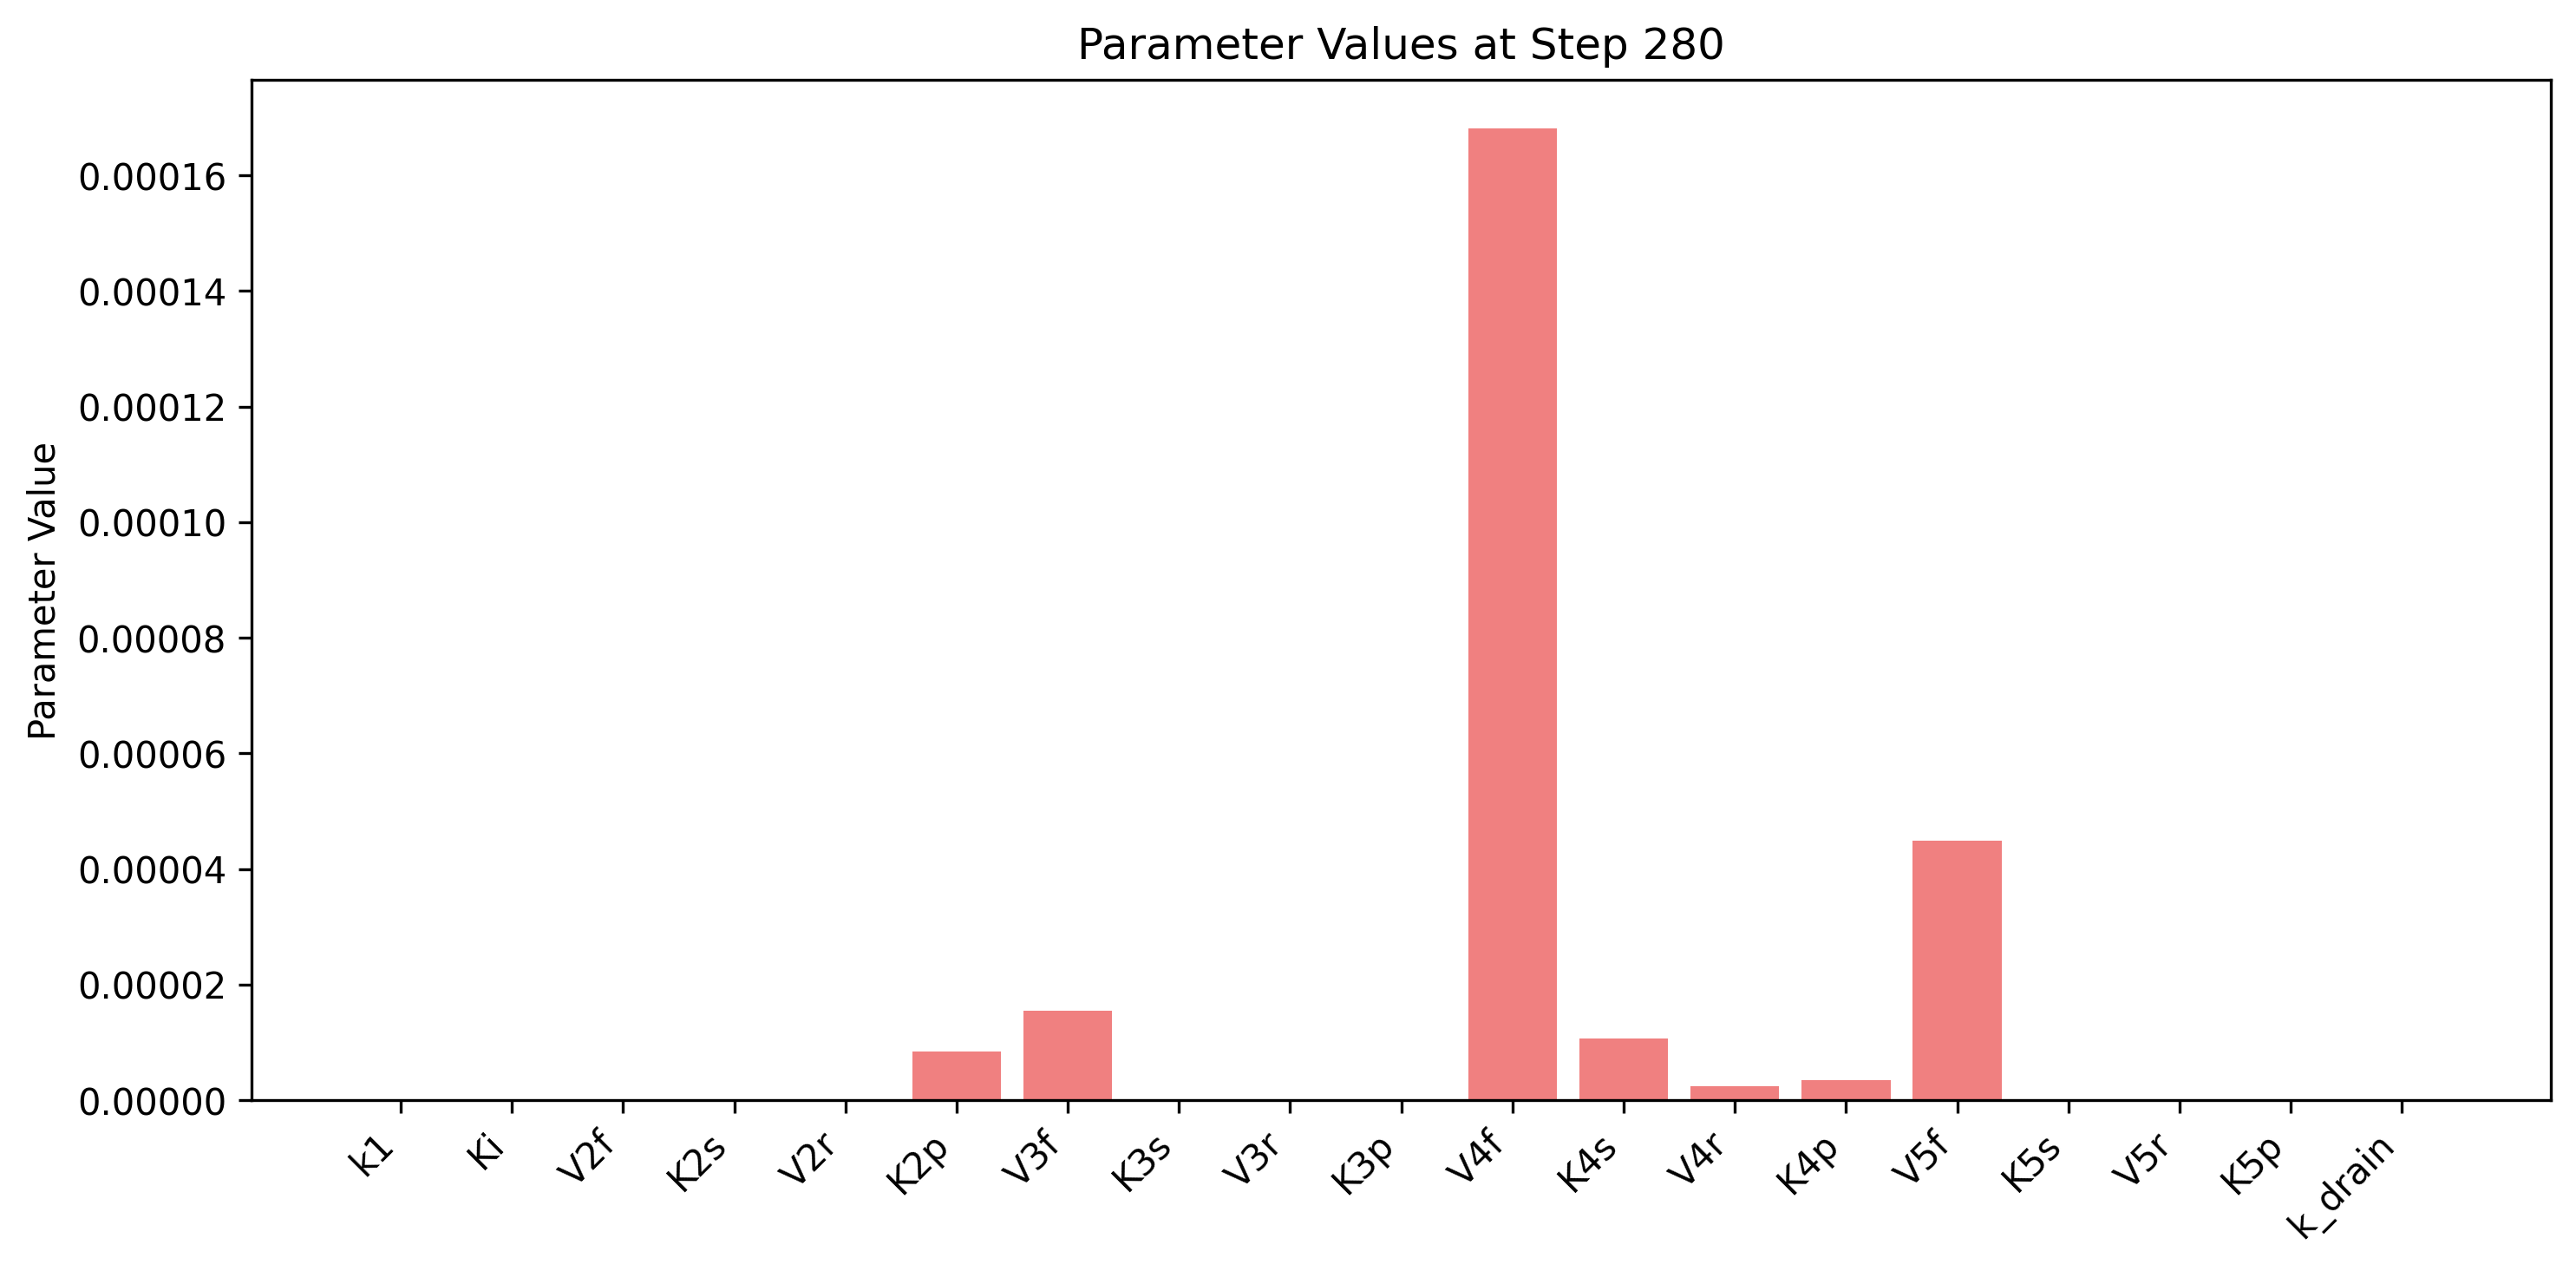 Parameter Values at Step 280
Parameter Value
0.00016
0.00014
0.00012
0.00010
0.00008
0.00006
0.00004
0.00002
0.00000
k1
Ki
V2f
K2s
V2r
K2p
V3f
K3s
V3r
K3p
V4f
K4s
V4r
K4p
V5f
K5s
V5r
K5p
k_drain